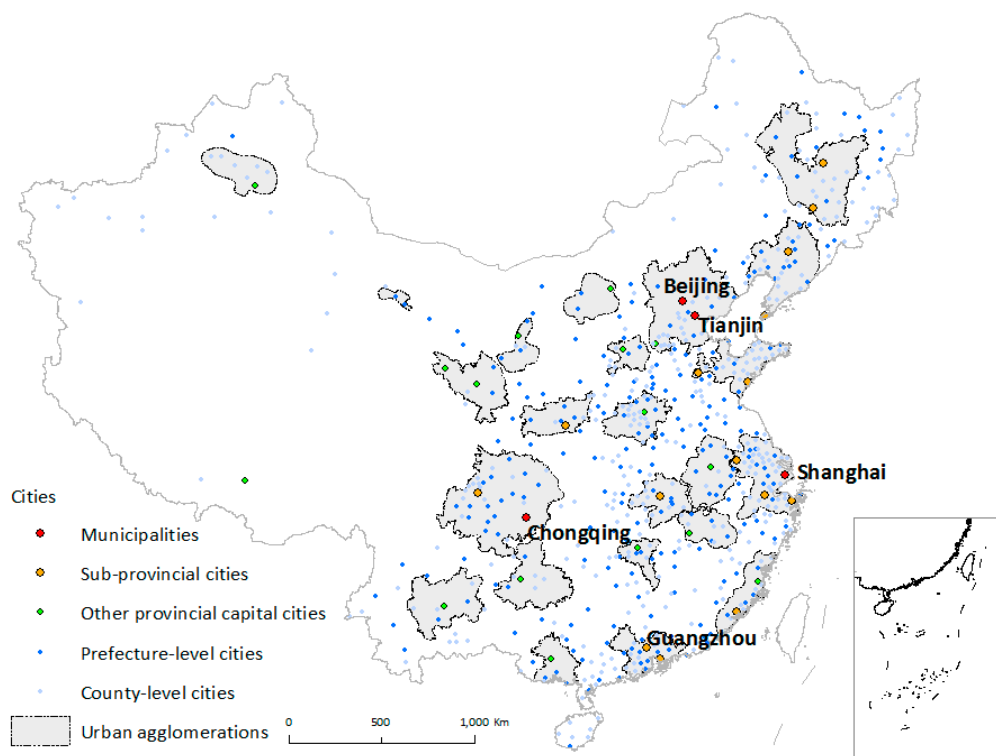 Beijing
Tianjin
Shanghai
Chongqing
Guangzhou
Cities
Municipalities
Sub-provincial cities
Other provincial capital cities
Prefecture-level cities
County-level cities
Urban agglomerations
0 500 1,000 Km